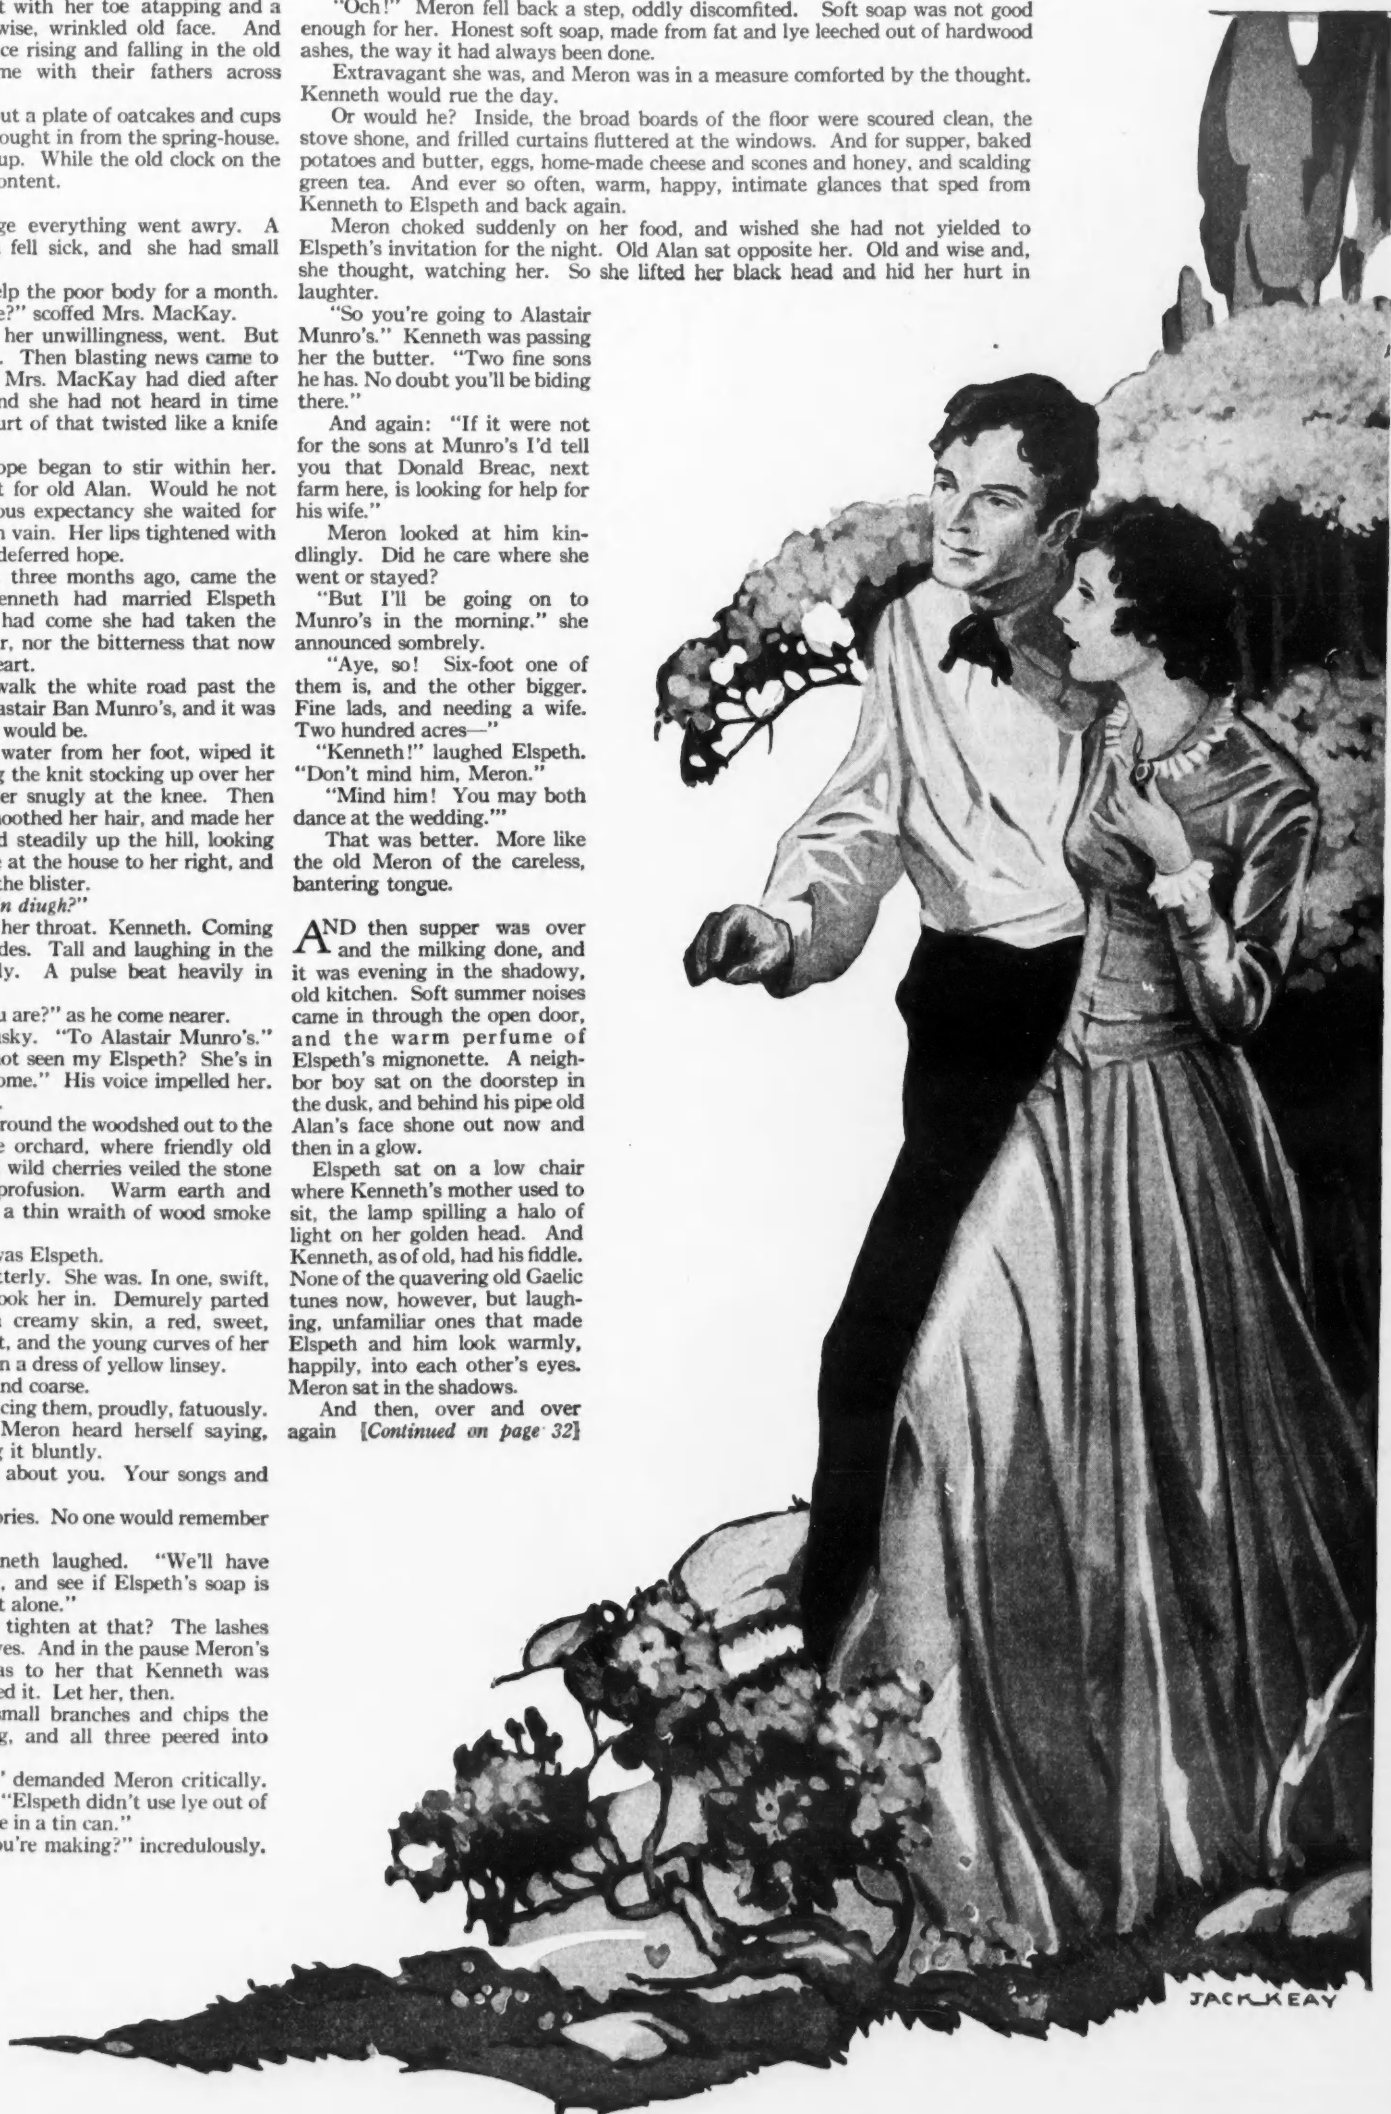 t with her toe atapping and a
wise, wrinkled old face. And
ce rising and falling in the old
me with their fathers across
ut a plate of oatcakes and cups
ought in from the spring-house.
up. While the old clock on the
ontent.
ge everything went awry. A
fell sick, and she had small
elp the poor body for a month.
e?" scoffed Mrs. MacKay.
her unwillingness, went. But
. Then blasting news came to
Mrs. MacKay had died after
nd she had not heard in time
urt of that twisted like a knife
ope began to stir within her.
t for old Alan. Would he not
ous expectancy she waited for
n vain. Her lips tightened with
deferred hope.
three months ago, came the
enneth had married Elspeth
had come she had taken the
r, nor the bitterness that now
eart.
walk the white road past the
astair Ban Munro's, and it was
would be.
water from her foot, wiped it
g the knit stocking up over her
er snugly at the knee. Then
noothed her hair, and made her
d steadily up the hill, looking
e at the house to her right, and
the blister.
n diugh?"
her throat. Kenneth. Coming
des. Tall and laughing in the
ly. A pulse beat heavily in
u are?" as he come nearer.
sky. "To Alastair Munro's."
not seen my Elspeth? She's in
ome." His voice impelled her.
.
round the woodshed out to the
e orchard, where friendly old
wild cherries veiled the stone
profusion. Warm earth and
a thin wraith of wood smoke
vas Elspeth.
tterly. She was. In one, swift,
ook her in. Demurely parted
creamy skin, a red, sweet,
t, and the young curves of her
n a dress of yellow linsey.
nd coarse.
cing them, proudly, fatuously.
Meron heard herself saying,
g it bluntly.
about you. Your songs and
ories. No one would remember
neth laughed. "We'll have
, and see if Elspeth's soap is
t alone."
tighten at that? The lashes
yes. And in the pause Meron's
as to her that Kenneth was
ed it. Let her, then.
small branches and chips the
g, and all three peered into
" demanded Meron critically.
"Elspeth didn't use lye out of
e in a tin can."
ou're making?" incredulously.
"Och!" Meron fell back a step, oddly discomfited. Soft soap was not good
enough for her. Honest soft soap, made from fat and lye leeched out of hardwood
ashes, the way it had always been done.
Extravagant she was, and Meron was in a measure comforted by the thought.
Kenneth would rue the day.
Or would he? Inside, the broad boards of the floor were scoured clean, the
stove shone, and frilled curtains fluttered at the windows. And for supper, baked
potatoes and butter, eggs, home-made cheese and scones and honey, and scalding
green tea. And ever so often, warm, happy, intimate glances that sped from
Kenneth to Elspeth and back again.
Meron choked suddenly on her food, and wished she had not yielded to
Elspeth's invitation for the night. Old Alan sat opposite her. Old and wise and,
she thought, watching her. So she lifted her black head and hid her hurt in
laughter.
"So you're going to Alastair
Munro's." Kenneth was passing
her the butter. "Two fine sons
he has. No doubt you'll be biding
there."
And again: "If it were not
for the sons at Munro's I'd tell
you that Donald Breac, next
farm here, is looking for help for
his wife."
Meron looked at him kin-
dlingly. Did he care where she
went or stayed?
"But I'll be going on to
Munro's in the morning." she
announced sombrely.
"Aye, so! Six-foot one of
them is, and the other bigger.
Fine lads, and needing a wife.
Two hundred acres—"
"Kenneth!" laughed Elspeth.
"Don't mind him, Meron."
"Mind him! You may both
dance at the wedding.'"
That was better. More like
the old Meron of the careless,
bantering tongue.
AND then supper was over
and the milking done, and
it was evening in the shadowy,
old kitchen. Soft summer noises
came in through the open door,
and the warm perfume of
Elspeth's mignonette. A neigh-
bor boy sat on the doorstep in
the dusk, and behind his pipe old
Alan's face shone out now and
then in a glow.
Elspeth sat on a low chair
where Kenneth's mother used to
sit, the lamp spilling a halo of
light on her golden head. And
Kenneth, as of old, had his fiddle.
None of the quavering old Gaelic
tunes now, however, but laugh-
ing, unfamiliar ones that made
Elspeth and him look warmly,
happily, into each other's eyes.
Meron sat in the shadows.
And then, over and over
again [Continued on page 32]
JACK KEAY